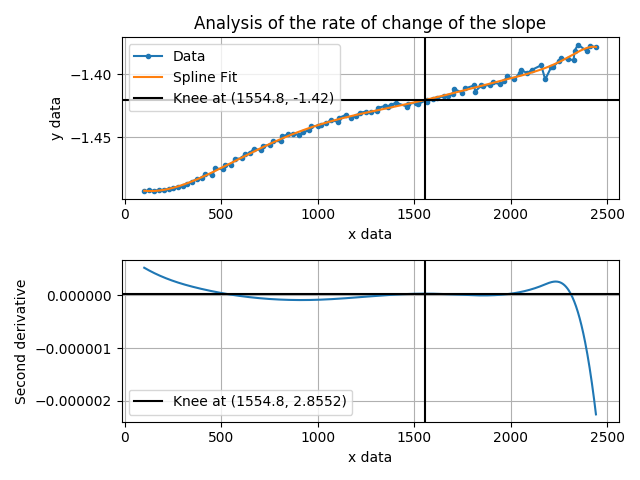 Analysis of the rate of change of the slope
Data
Spline Fit
Knee at (1554.8, -1.42)
−1.40
−1.45
y data
0 500 1000 1500 2000 2500
x data
0.000000
−0.000001
−0.000002
Second derivative
Knee at (1554.8, 2.8552)
0 500 1000 1500 2000 2500
x data